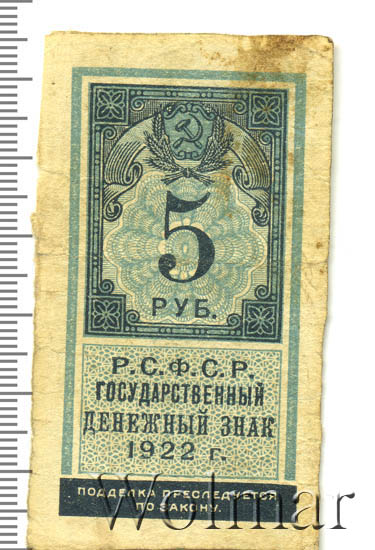 5
РУБ.
Р.С.Ф.С.Р.
ГОСУДАРСТВЕННЫЙ
ДЕНЕЖНЫЙ ЗНАК
1922 г.
ПОДДЕЛКА ПРЕСЛЕДУЕТСЯ
ПО ЗАКОНУ.
Wolmar